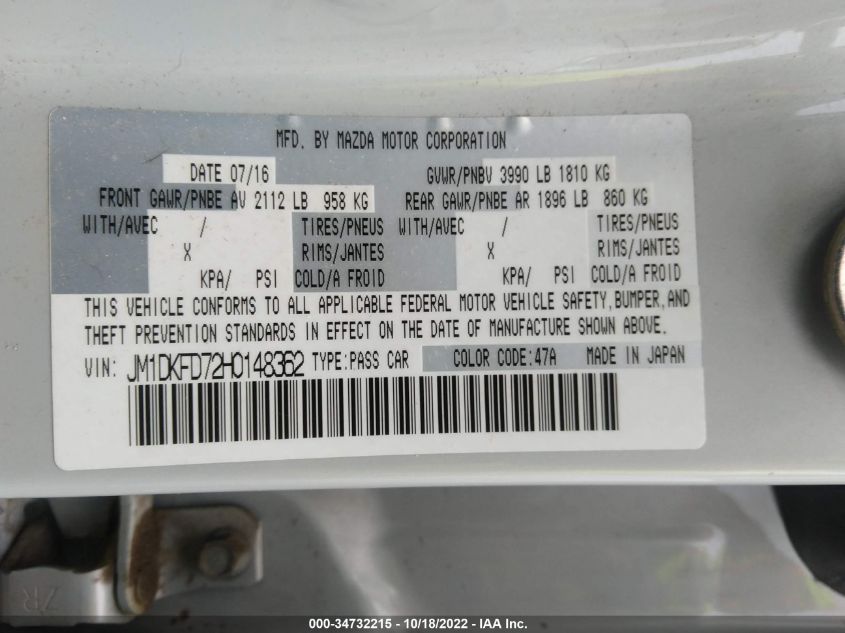 MFD. BY MAZDA MOTOR CORPORATION
DATE 07/16 GVWR/PNBV 3990 LB 1810 KG
FRONT GAWR/PNBE AV 2112 LB 958 KG REAR GAWR/PNBE AR 1896 LB 860 KG
WITH/AVEC / TIRES/PNEUS WITH/AVEC / TIRES/PNEUS
X RIMS/JANTES X RIMS/JANTES
KPA/ PSI COLD/A FROID KPA/ PSI COLD/A FROID
THIS VEHICLE CONFORMS TO ALL APPLICABLE FEDERAL MOTOR VEHICLE SAFETY, BUMPER, AND
THEFT PREVENTION STANDARDS IN EFFECT ON THE DATE OF MANUFACTURE SHOWN ABOVE.
VIN: JM1DKFD72H0148362 TYPE:PASS CAR COLOR CODE:47A MADE IN JAPAN
ZR
000-34732215 - 10/18/2022 - IAA Inc.